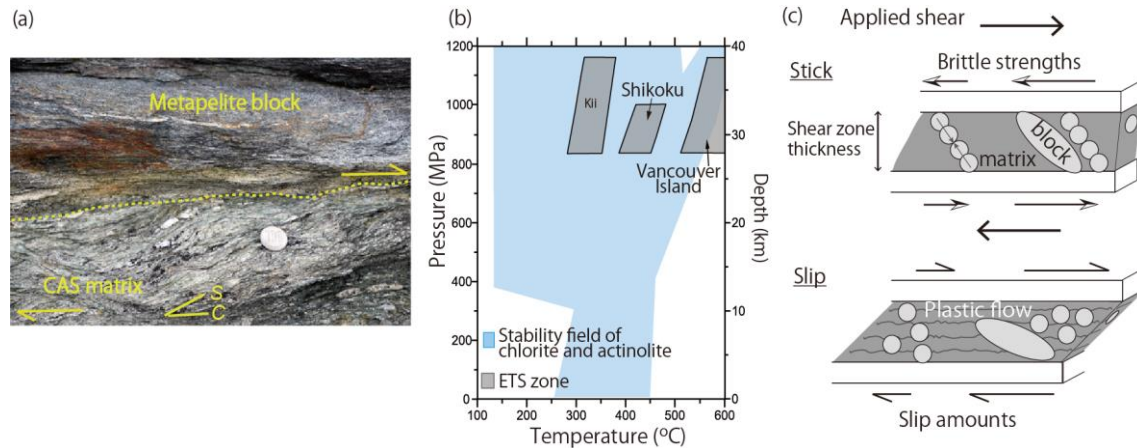 (a)
Metapelite block
CAS matrix
S
C
(b)
1200
1000
800
600
400
200
0
Pressure (MPa)
Kii
Shikoku
Vancouver
Island
Stability field of
chlorite and actinolite
ETS zone
40
30
20
10
0
Depth (km)
100
200
300
400
500
600
Temperature (ºC)
(c)
Applied shear
Stick
Brittle strengths
Shear zone
thickness
block
matrix
Slip
Plastic flow
Slip amounts